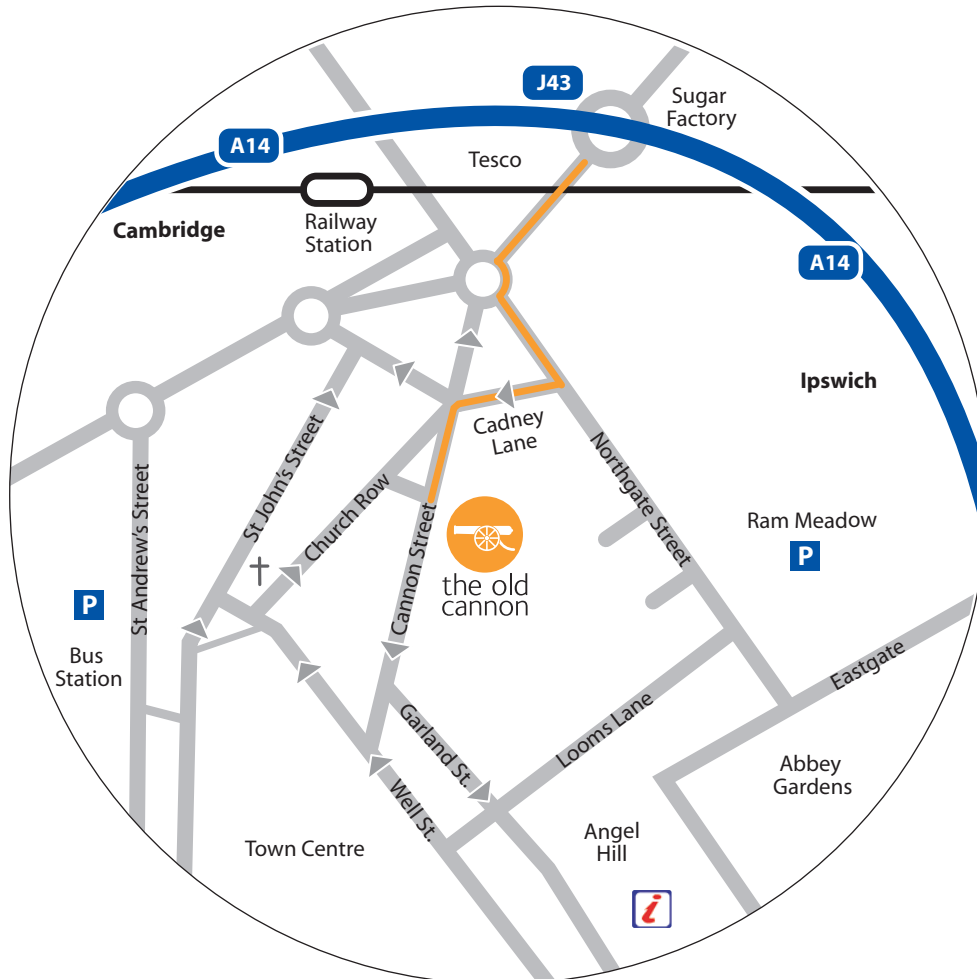 J43
Sugar
Factory
A14
Tesco
Railway
Station
Cambridge
A14
Ipswich
Cadney
Lane
Northgate Street
St John's Street
Church Row
St Andrew's Street
Cannon Street
the old
cannon
Ram Meadow
P
P
Bus
Station
Eastgate
Looms Lane
Garland St.
Well St.
Abbey
Gardens
Angel
Hill
Town Centre
i